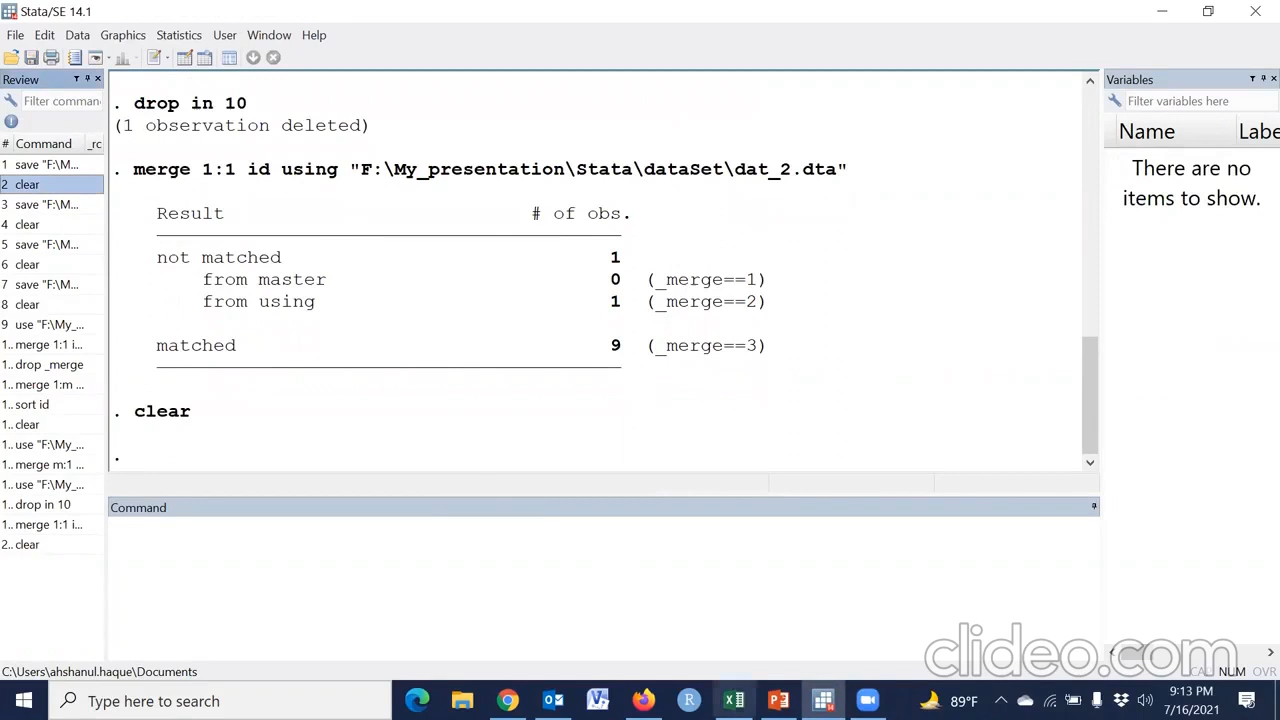 Stata/SE 14.1
File Edit Data Graphics Statistics User Window Help
Review
Filter comman
# Command _rc
1 save "F:\M...
2 clear
3 save "F:\M...
4 clear
5 save "F:\M...
6 clear
7 save "F:\M...
8 clear
9 use "F:\My_...
1.. merge 1:1 i...
1.. drop _merge
1.. merge 1:m ...
1.. sort id
1.. clear
1.. use "F:\My_...
1.. merge m:1 ...
1.. use "F:\My_...
1.. drop in 10
1.. merge 1:1 i...
2.. clear
. drop in 10
(1 observation deleted)
. merge 1:1 id using "F:\My_presentation\Stata\dataSet\dat_2.dta"
Result # of obs.
not matched 1
from master 0 (_merge==1)
from using 1 (_merge==2)
matched 9 (_merge==3)
. clear
.
Command
Variables
Filter variables here
Name Labe
There are no
items to show.
clideo.com
C:\Users\ahshanul.haque\Documents
NUM OVR
Type here to search
89°F
9:13 PM
7/16/2021